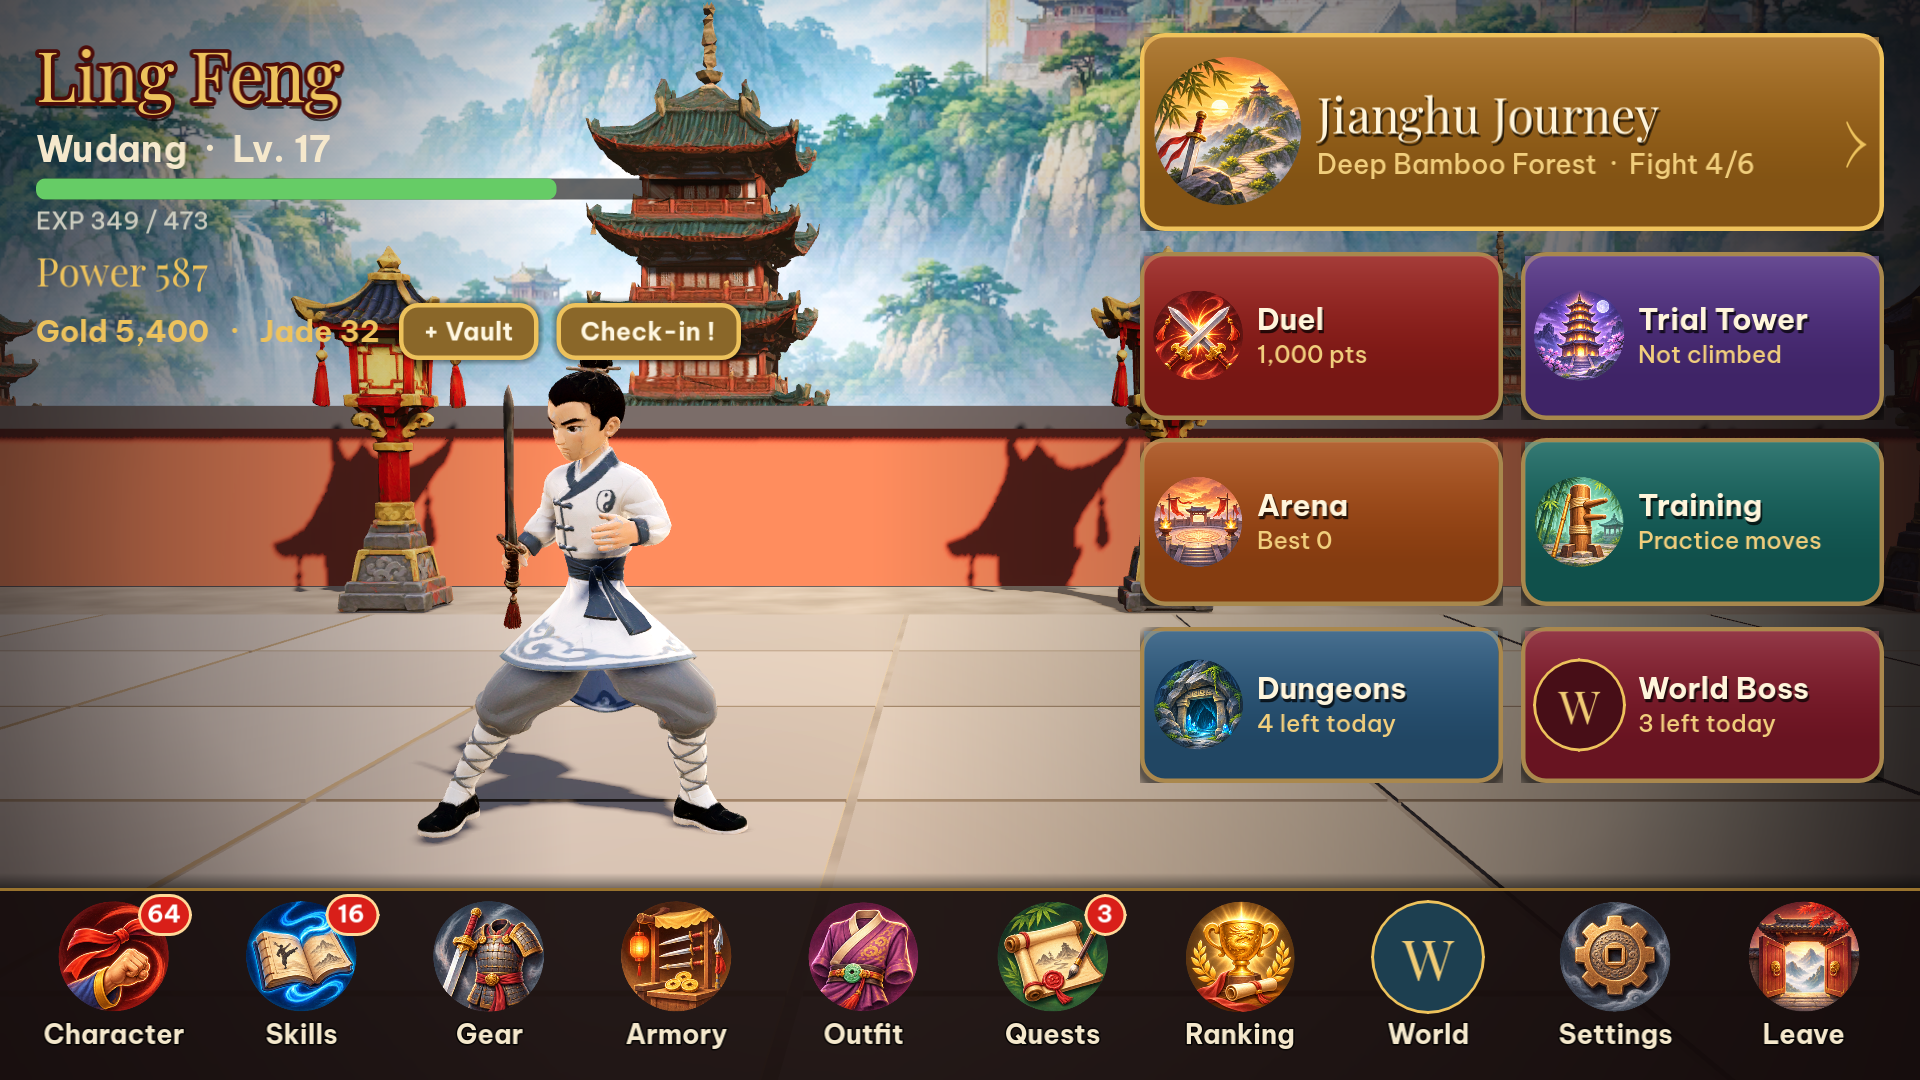 Ling Feng
Wudang · Lv. 17
EXP 349 / 473
Power 587
Gold 5,400 · Jade 32
+ Vault
Check-in !
Jianghu Journey
Deep Bamboo Forest · Fight 4/6
Duel
1,000 pts
Trial Tower
Not climbed
Arena
Best 0
Training
Practice moves
Dungeons
4 left today
W
World Boss
3 left today
64
Character
16
Skills
Gear
Armory
Outfit
3
Quests
Ranking
W
World
Settings
Leave